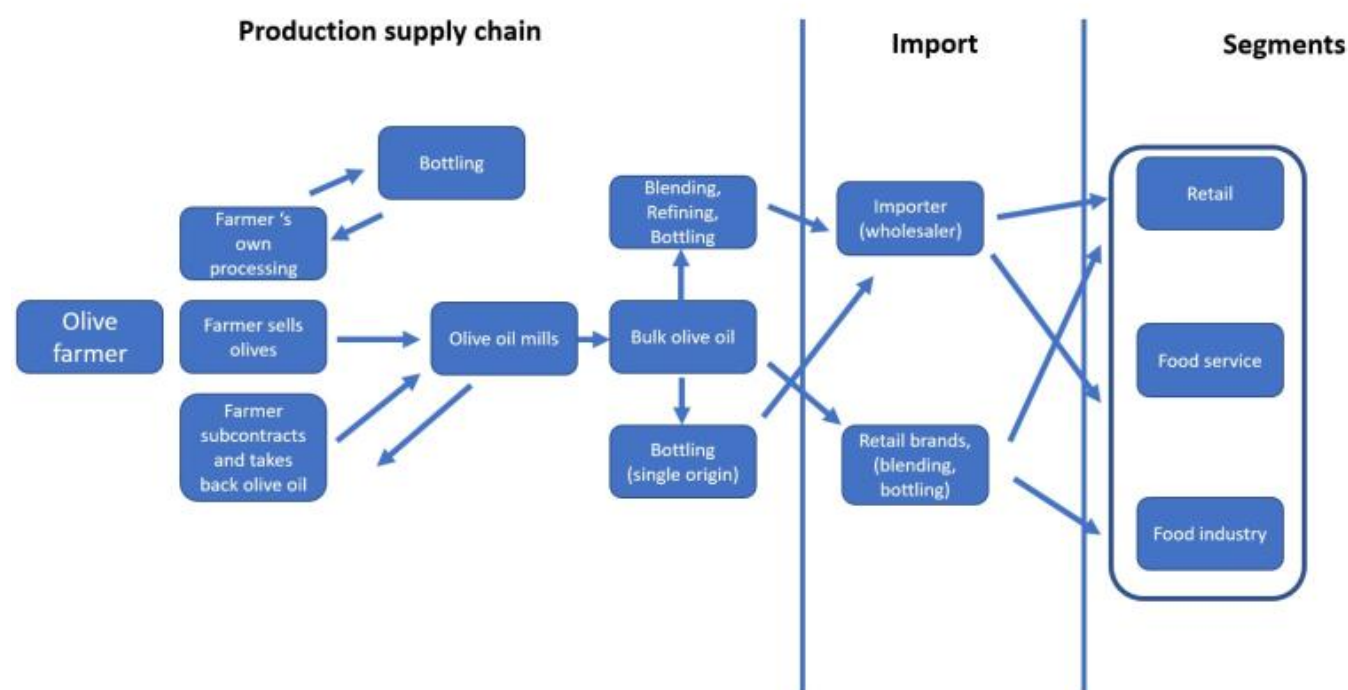 Production supply chain
Import
Segments
Bottling
Farmer ‘s
own
processing
Olive
farmer
Farmer sells
olives
Farmer
subcontracts
and takes
back olive oil
Olive oil mills
Blending,
Refining,
Bottling
Bulk olive oil
Bottling
(single origin)
Importer
(wholesaler)
Retail brands,
(blending,
bottling)
Retail
Food service
Food industry